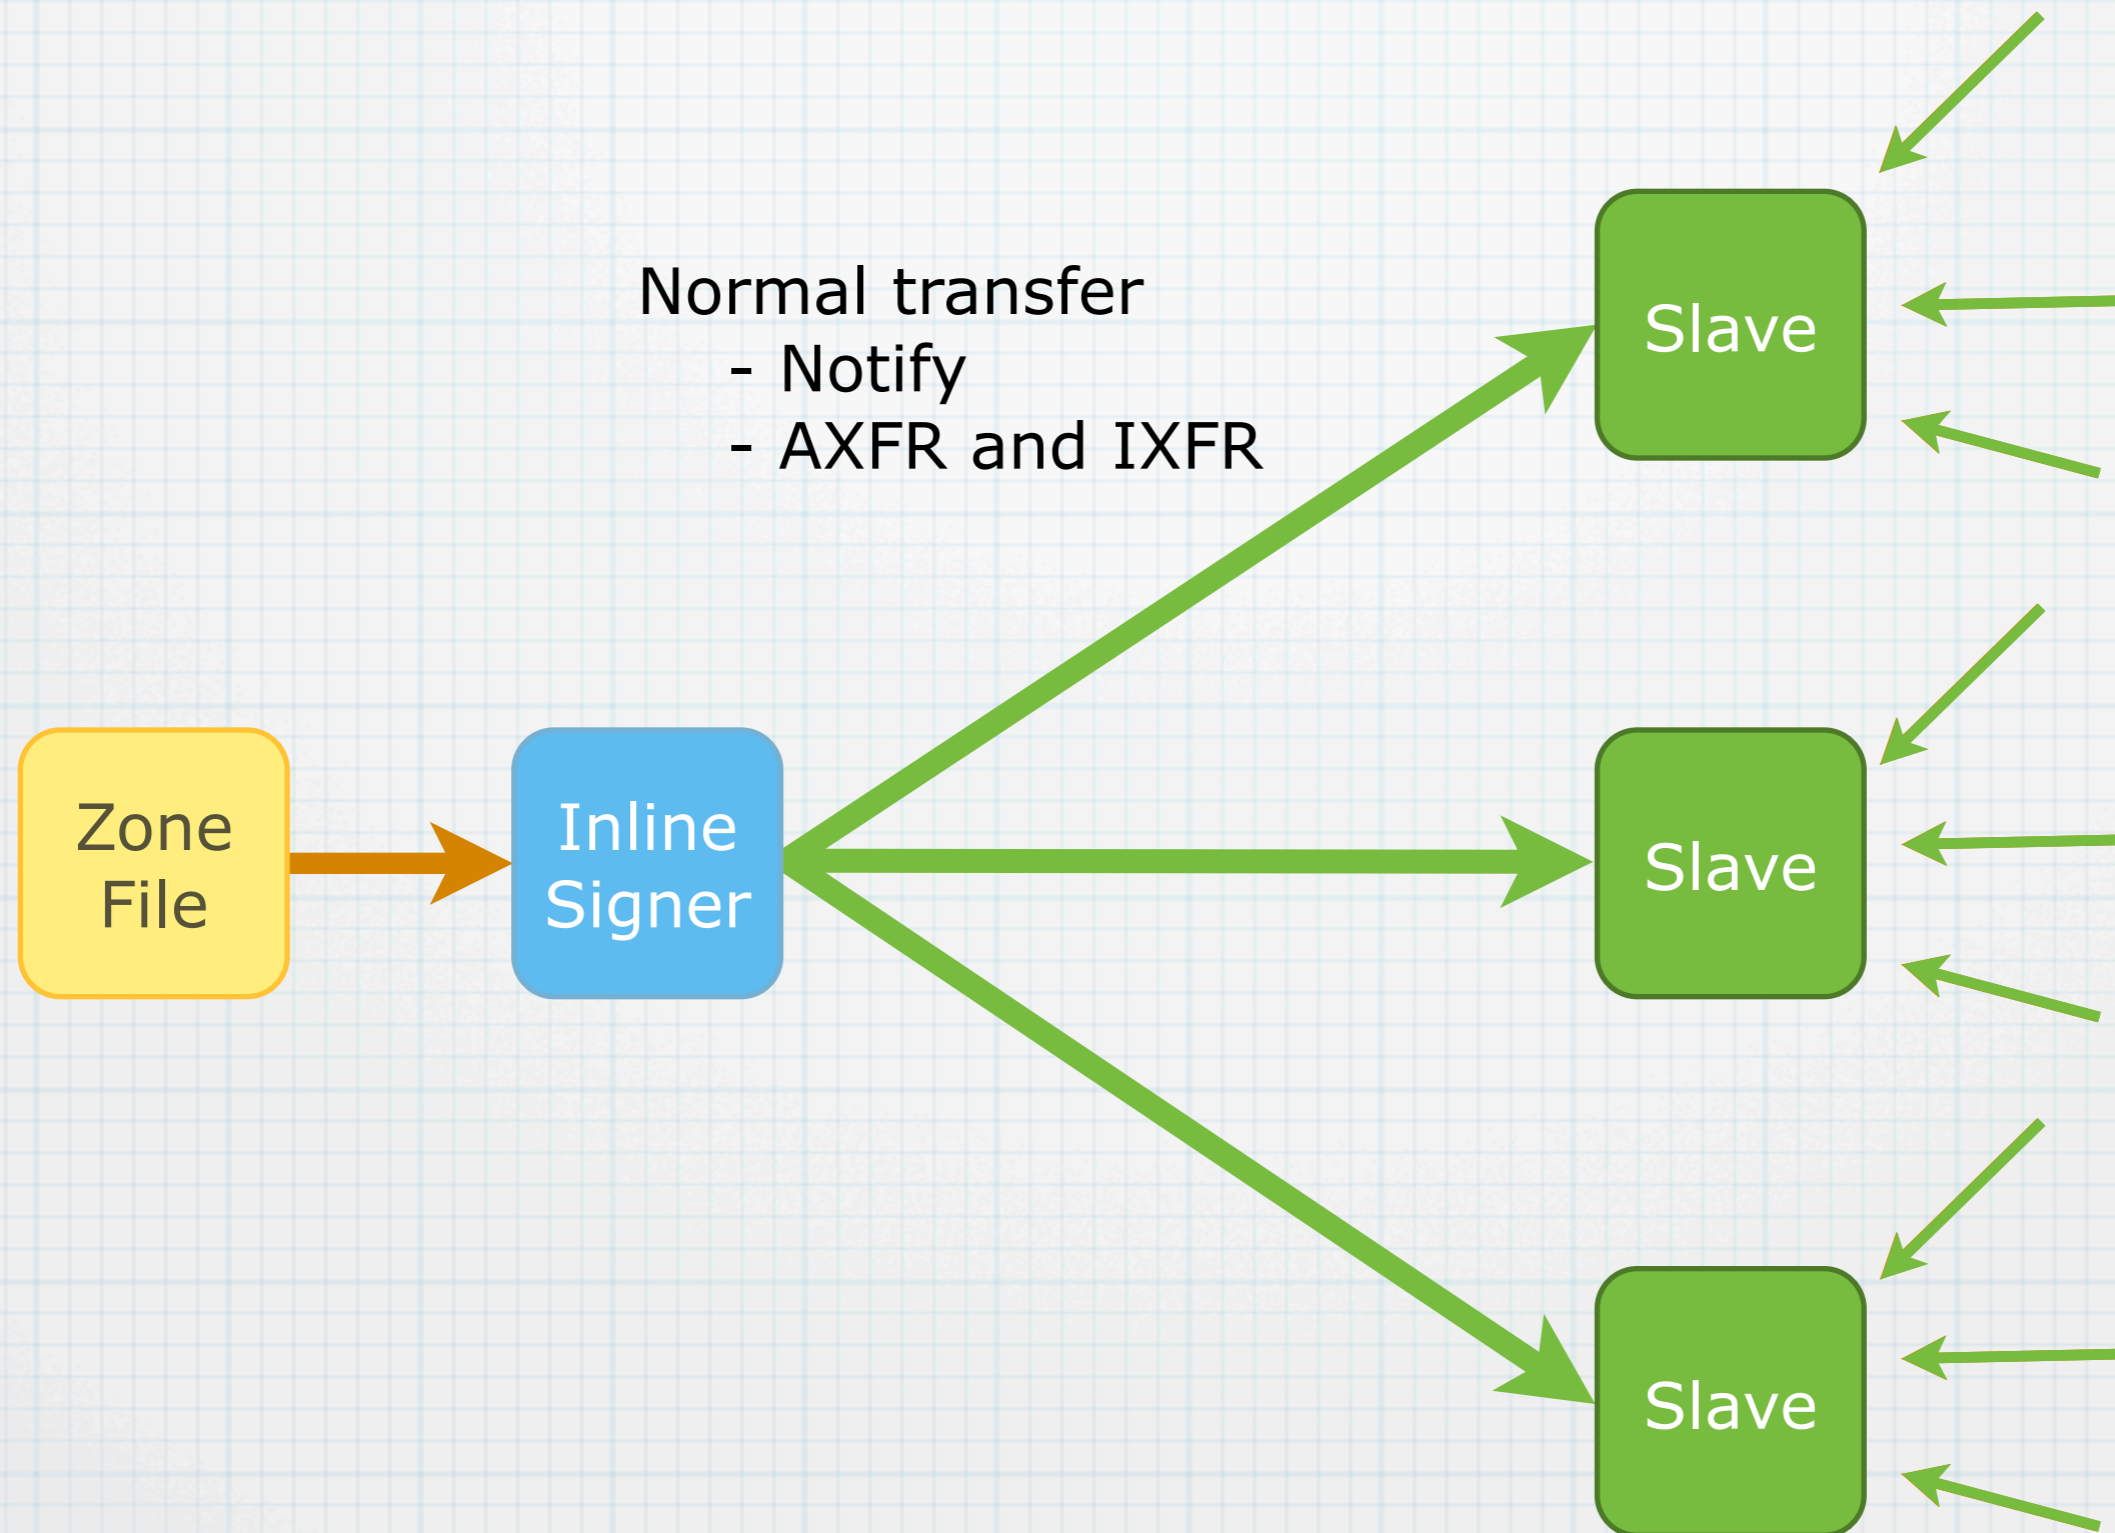 Normal transfer
- Notify
- AXFR and IXFR
Slave
Zone
File
Inline
Signer
Slave
Slave